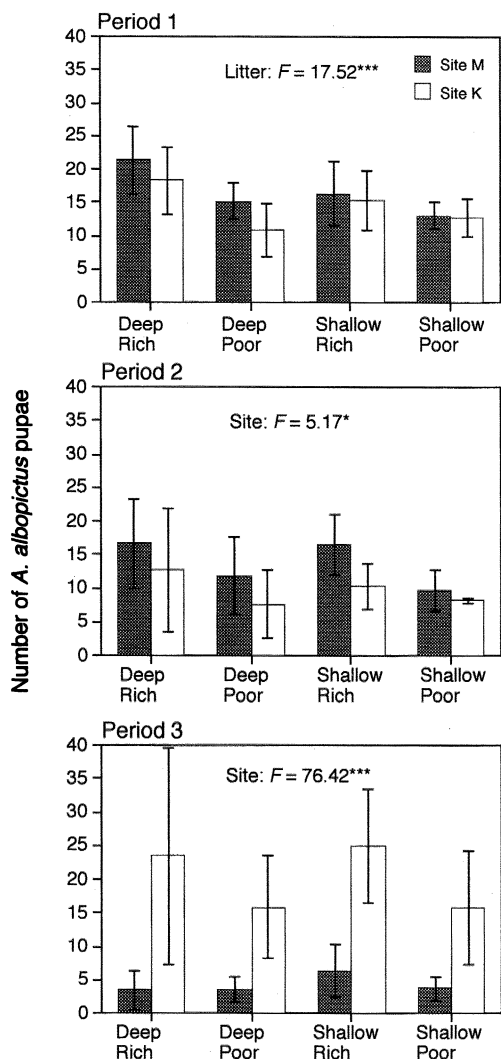 Number of A. albopictus pupae
Period 1
40
35
30
25
20
15
10
5
0
Litter: F = 17.52***
Site M
Site K
Deep Rich
Deep Poor
Shallow Rich
Shallow Poor
Period 2
40
35
30
25
20
15
10
5
0
Site: F = 5.17*
Deep Rich
Deep Poor
Shallow Rich
Shallow Poor
Period 3
40
35
30
25
20
15
10
5
0
Site: F = 76.42***
Deep Rich
Deep Poor
Shallow Rich
Shallow Poor